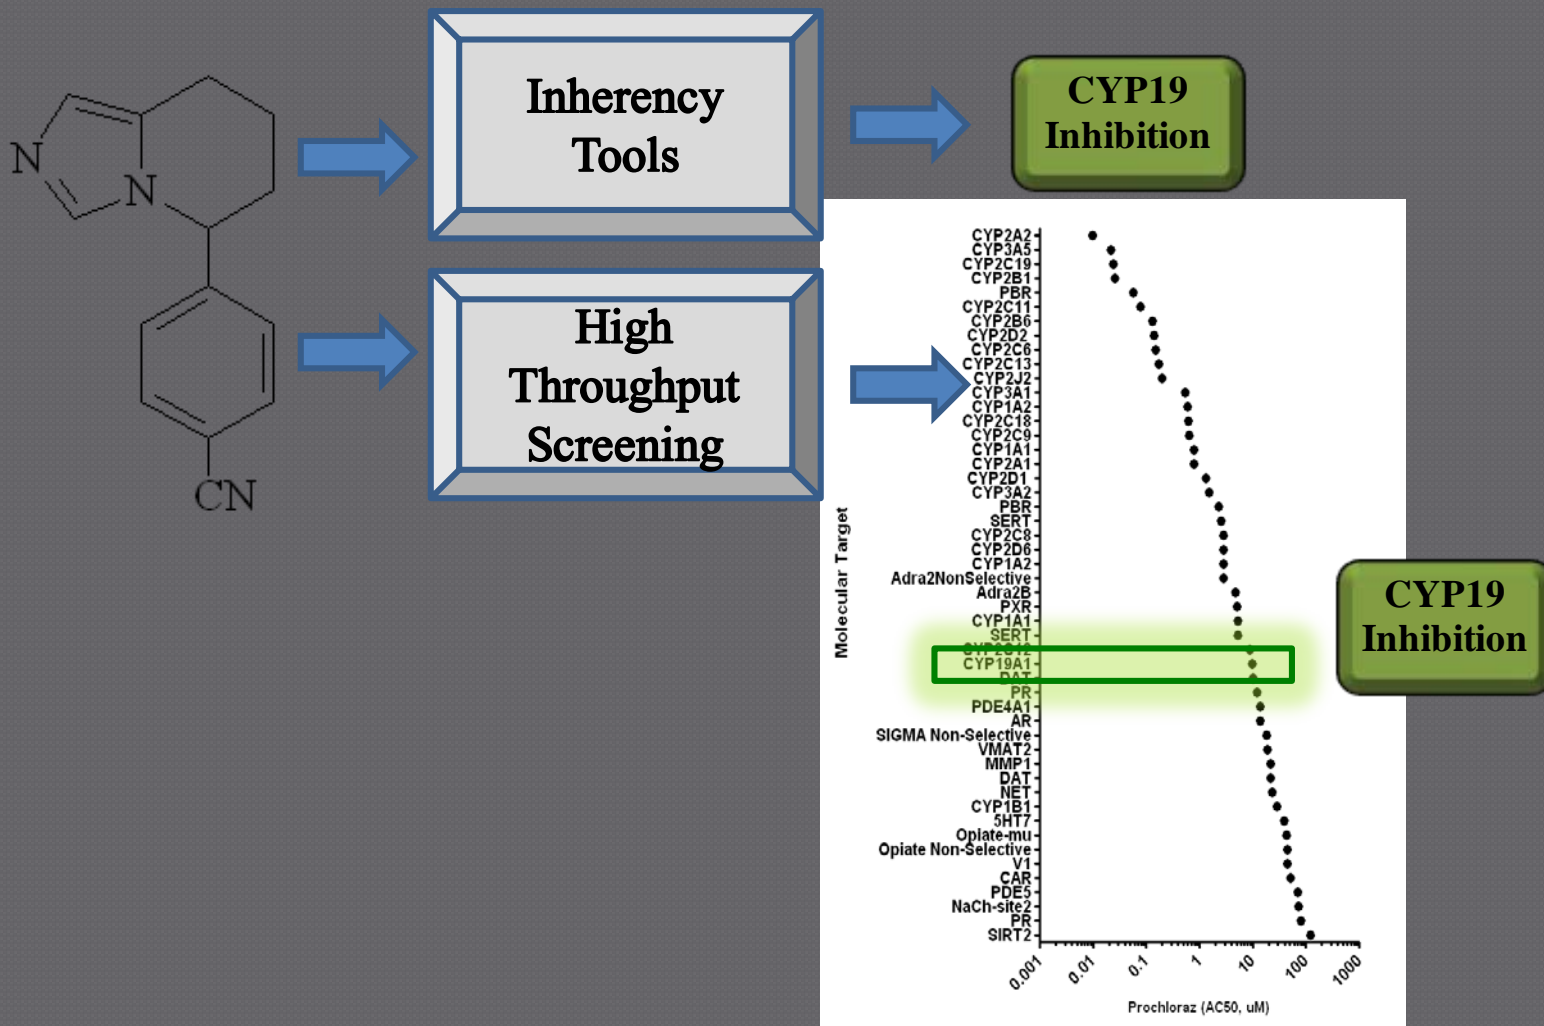 N
N
CN
Inherency
Tools
High
Throughput
Screening
CYP19
Inhibition
CYP2A2
CYP3A5
CYP2C19
CYP2B1
PBR
CYP2C11
CYP2B6
CYP2D2
CYP2C6
CYP2C13
CYP2J2
CYP3A1
CYP1A2
CYP2C18
CYP2C9
CYP1A1
CYP2A1
CYP2D1
CYP3A2
PBR
SERT
CYP2C8
CYP2D6
CYP1A2
Adra2NonSelective
Adra2B
PXR
CYP1A1
SERT
CYP19A1
DAT
PR
PDE4A1
AR
SIGMA Non-Selective
VMAT2
MMP1
DAT
NET
CYP1B1
5HT7
Opiate-mu
Opiate Non-Selective
V1
CAR
PDE5
NaCh-site2
PR
SIRT2
Molecular Target
0.001
0.01
0.1
1
10
100
1000
Prochloraz (AC50, uM)
CYP19
Inhibition